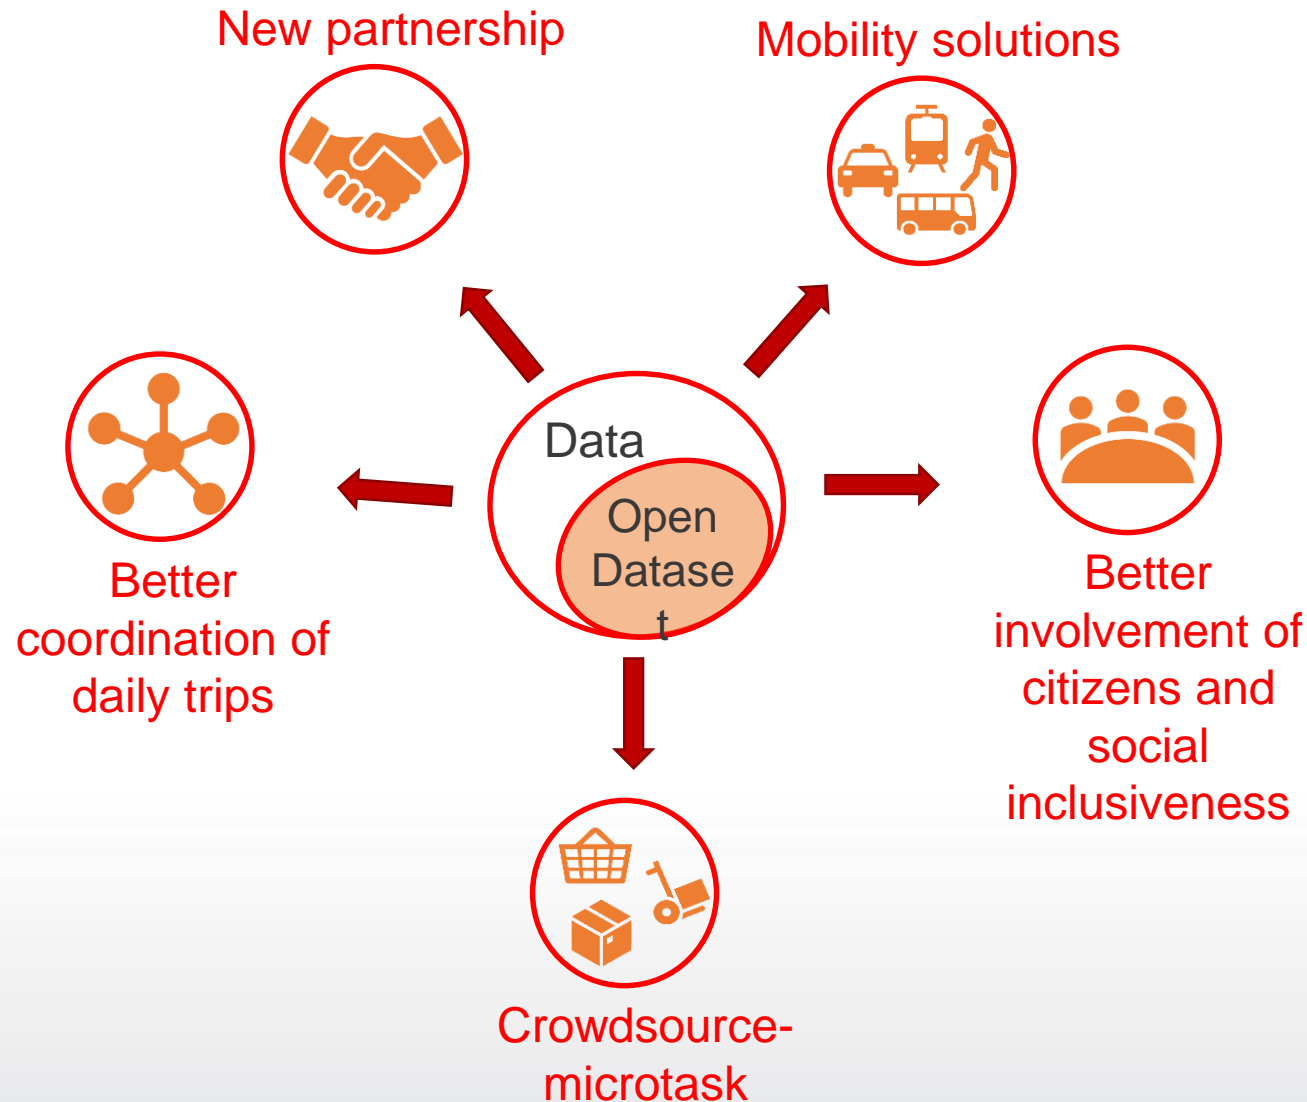 New partnership
Mobility solutions
Data
Open
Datase
t
Better
coordination of
daily trips
Better
involvement of
citizens and
social
inclusiveness
Crowdsource-
microtask